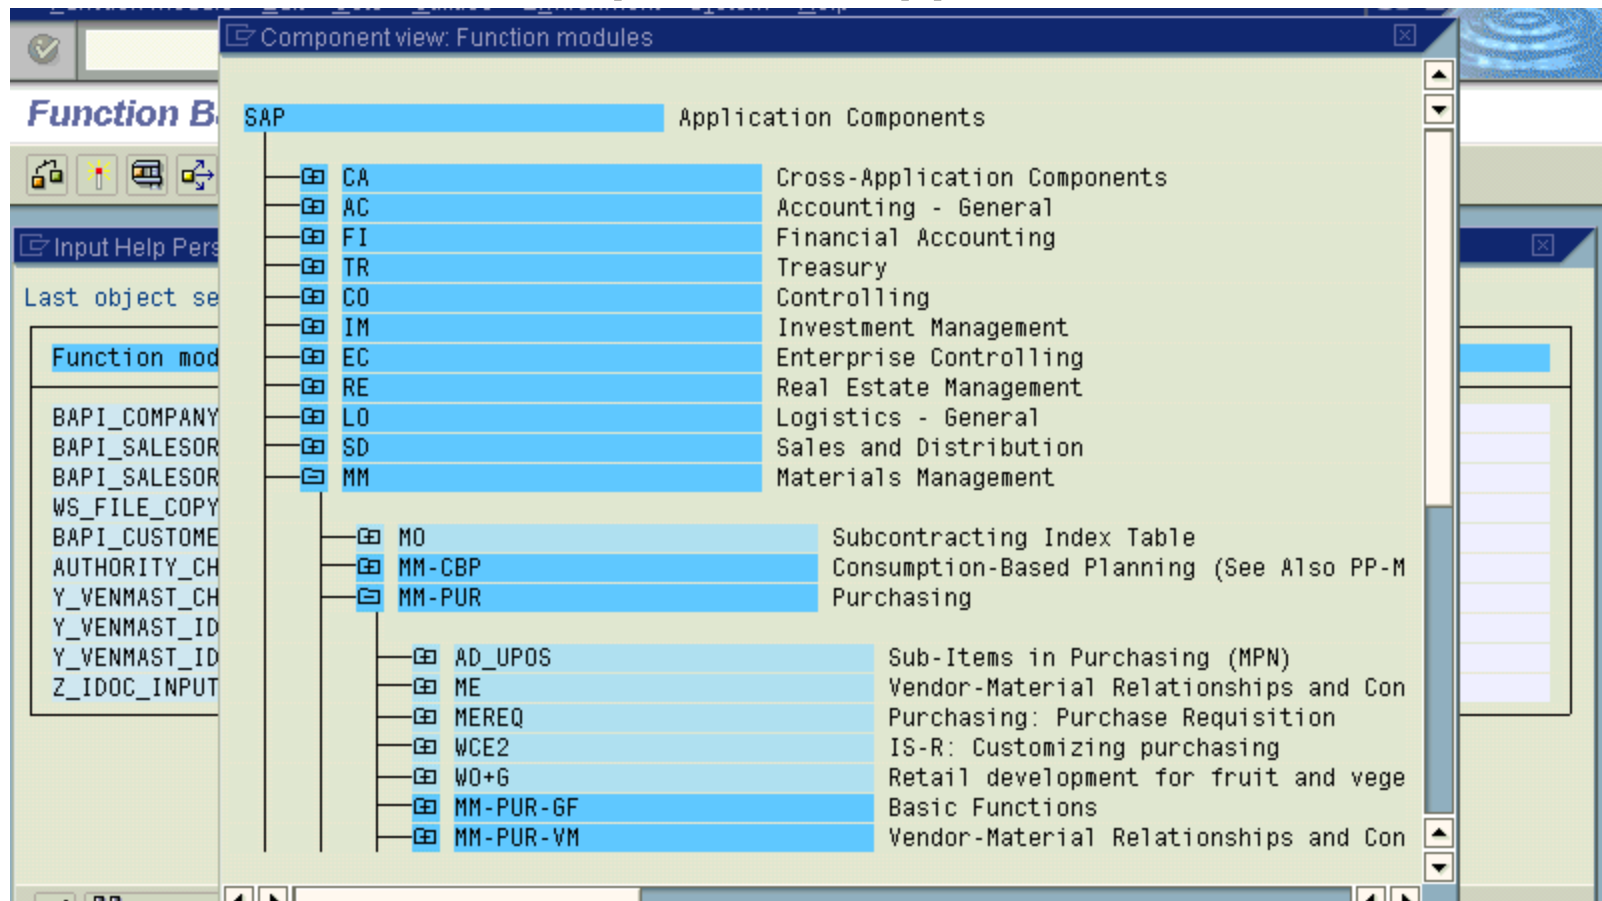 Component view: Function modules
Function B
SAP Application Components
CA Cross-Application Components
AC Accounting - General
FI Financial Accounting
TR Treasury
CO Controlling
IM Investment Management
EC Enterprise Controlling
RE Real Estate Management
LO Logistics - General
SD Sales and Distribution
MM Materials Management
MO Subcontracting Index Table
MM-CBP Consumption-Based Planning (See Also PP-M
MM-PUR Purchasing
AD_UPOS Sub-Items in Purchasing (MPN)
ME Vendor-Material Relationships and Con
MEREQ Purchasing: Purchase Requisition
WCE2 IS-R: Customizing purchasing
WO+G Retail development for fruit and vege
MM-PUR-GF Basic Functions
MM-PUR-VM Vendor-Material Relationships and Con
Input Help Pers
Last object se
Function mod
BAPI_COMPANY
BAPI_SALESOR
BAPI_SALESOR
WS_FILE_COPY
BAPI_CUSTOME
AUTHORITY_CH
Y_VENMAST_CH
Y_VENMAST_ID
Y_VENMAST_ID
Z_IDOC_INPUT